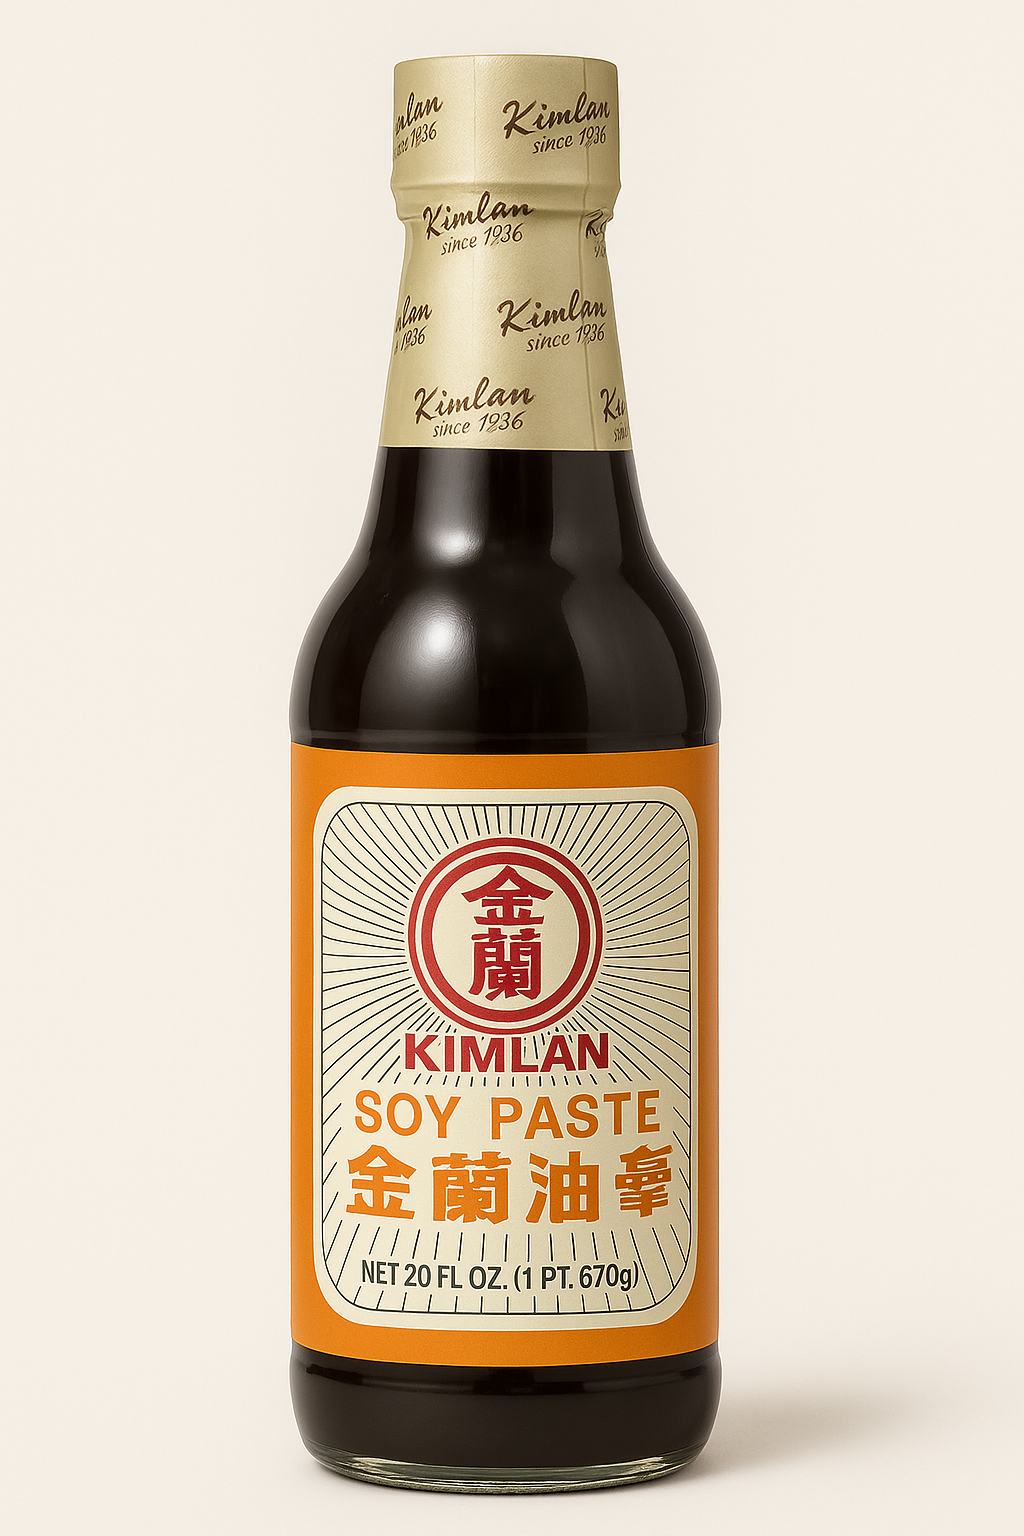 Kimlan
since 1936
Kimlan
since 1936
Kimlan
since 1936
Kimlan
since 1936
金
蘭
KIMLAN
SOY PASTE
金蘭油
NET 20 FL OZ. (1 PT. 670g)